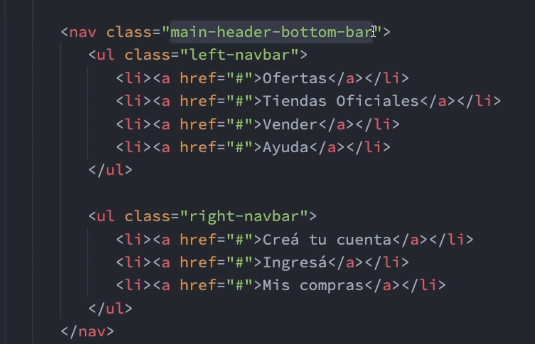 <nav class="main-header-bottom-bar">
<ul class="left-navbar">
<li><a href="#">Ofertas</a></li>
<li><a href="#">Tiendas Oficiales</a></li>
<li><a href="#">Vender</a></li>
<li><a href="#">Ayuda</a></li>
</ul>
<ul class="right-navbar">
<li><a href="#">Creá tu cuenta</a></li>
<li><a href="#">Ingresá</a></li>
<li><a href="#">Mis compras</a></li>
</ul>
</nav>